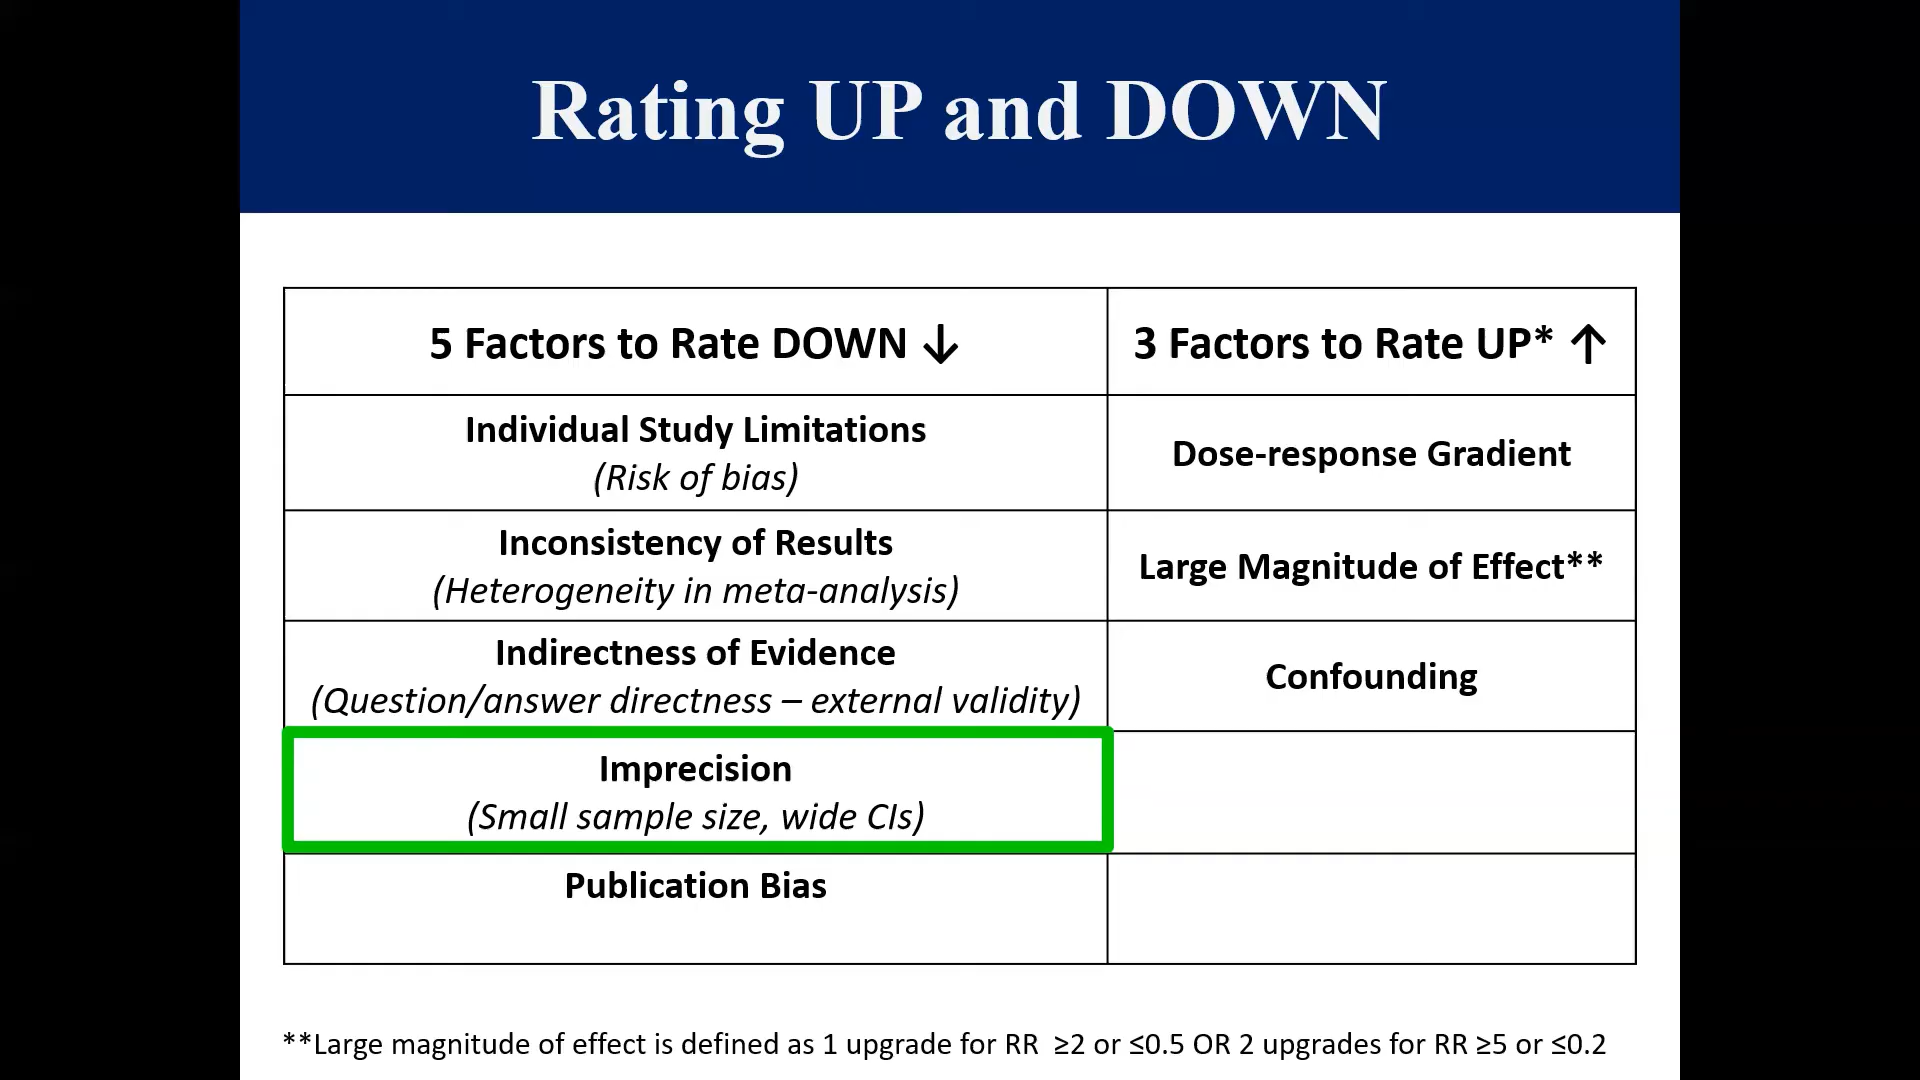 Rating UP and DOWN
5 Factors to Rate DOWN ↓
3 Factors to Rate UP* ↑
Individual Study Limitations
(Risk of bias)
Dose-response Gradient
Inconsistency of Results
(Heterogeneity in meta-analysis)
Large Magnitude of Effect**
Indirectness of Evidence
(Question/answer directness – external validity)
Confounding
Imprecision
(Small sample size, wide CIs)
Publication Bias
**Large magnitude of effect is defined as 1 upgrade for RR ≥2 or ≤0.5 OR 2 upgrades for RR ≥5 or ≤0.2